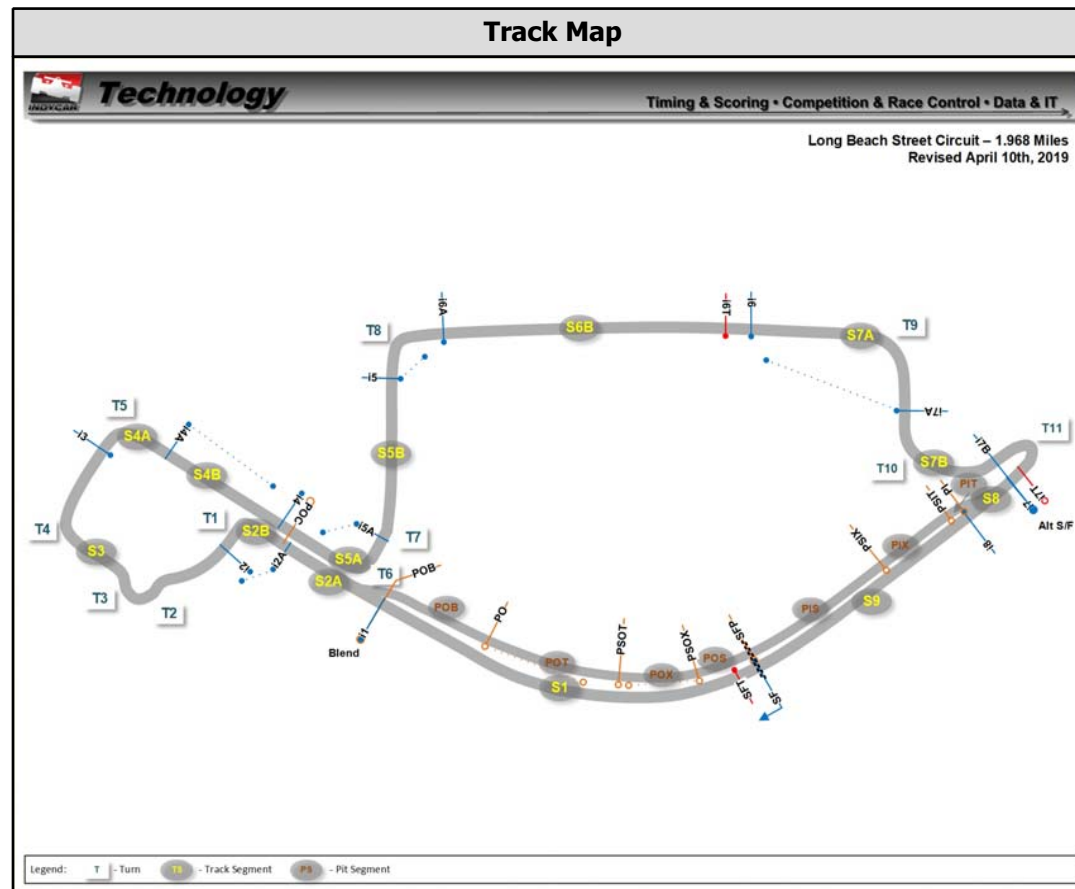 Track Map
INDYCAR
Technology
Timing & Scoring • Competition & Race Control • Data & IT
Long Beach Street Circuit – 1.968 Miles
Revised April 10th, 2019
-i6A
S6B
-i6T
-i6
T8
S7A
T9
-i5
T5
-i3
S4A
i4A
i7A-
S5B
T11
S4B
T10
S7B
-i7B
PIT
αi7T
PI-
PSIT-
S8
i7
Alt S/F
T1
i4
POC
i5A
T4
S2B
T7
-i8
PSIX-
PIX
S3
i2
i2A
S5A
T6
POB-
S2A
T3
T2
POB
PIS
S9
i1
Blend
PO-
PSOT-
POT
PSOX-
POX
POS
-SFP
S1
-SFT
SF
Legend: T - Turn TS - Track Segment PS - Pit Segment